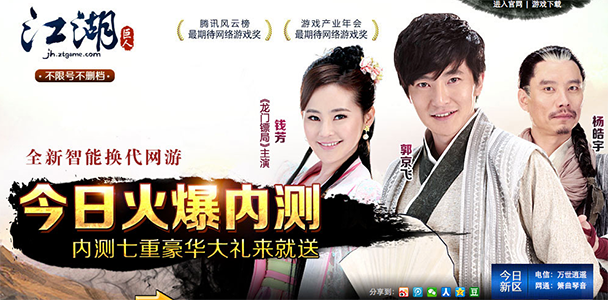 进入官网 | 游戏下载
江湖
巨人
jh.ztgame.com
不限号不删档
腾讯风云榜
最期待网络游戏奖
游戏产业年会
最期待网络游戏奖
钱芳
《龙门镖局》主演
郭京飞
杨皓宇
全新智能换代网游
今日火爆内测
内测七重豪华大礼来就送
分享到:
今日新区
电信：万世逍遥
网通：箫曲琴音